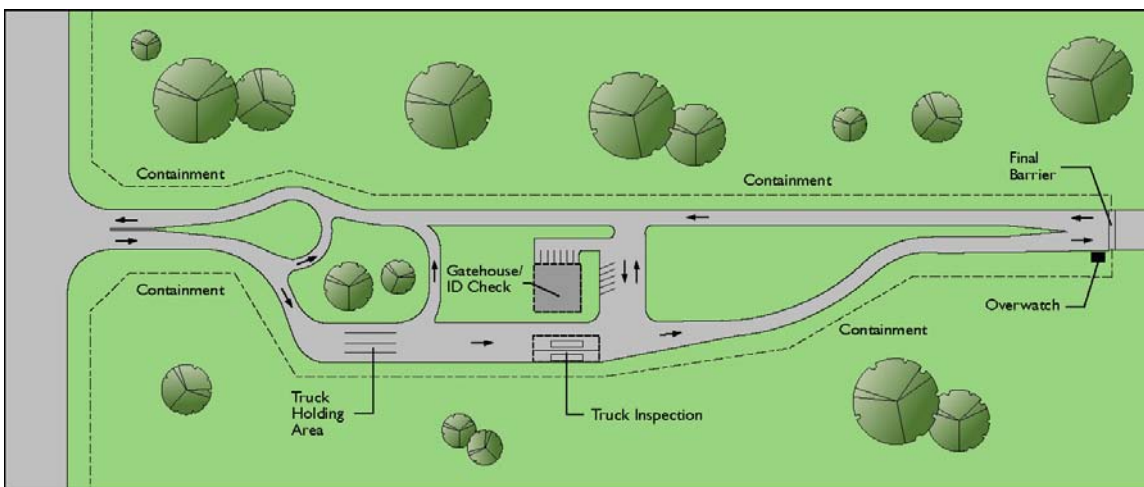 Containment
Containment
Final
Barrier
Gatehouse/
ID Check
Containment
Overwatch
Containment
Truck
Holding
Area
Truck Inspection